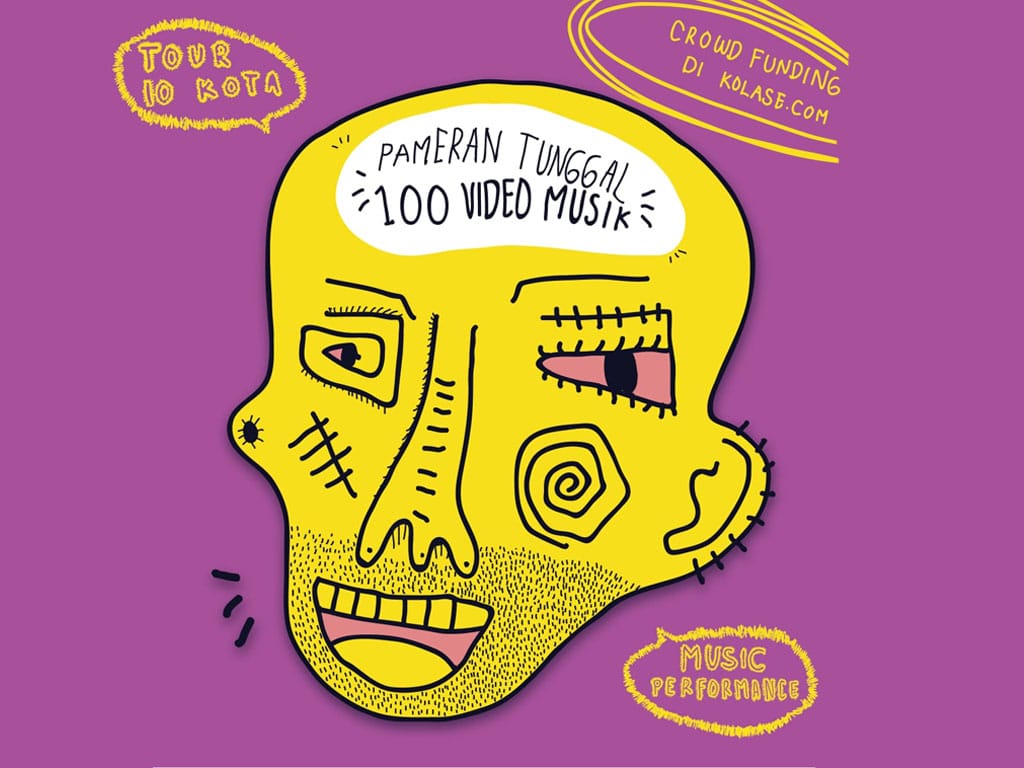 TOUR
10 KOTA
CROWD FUNDING
DI KOLASE.COM
PAMERAN TUNGGAL
100 VIDEO MUSIK
MUSIC
PERFORMANCE